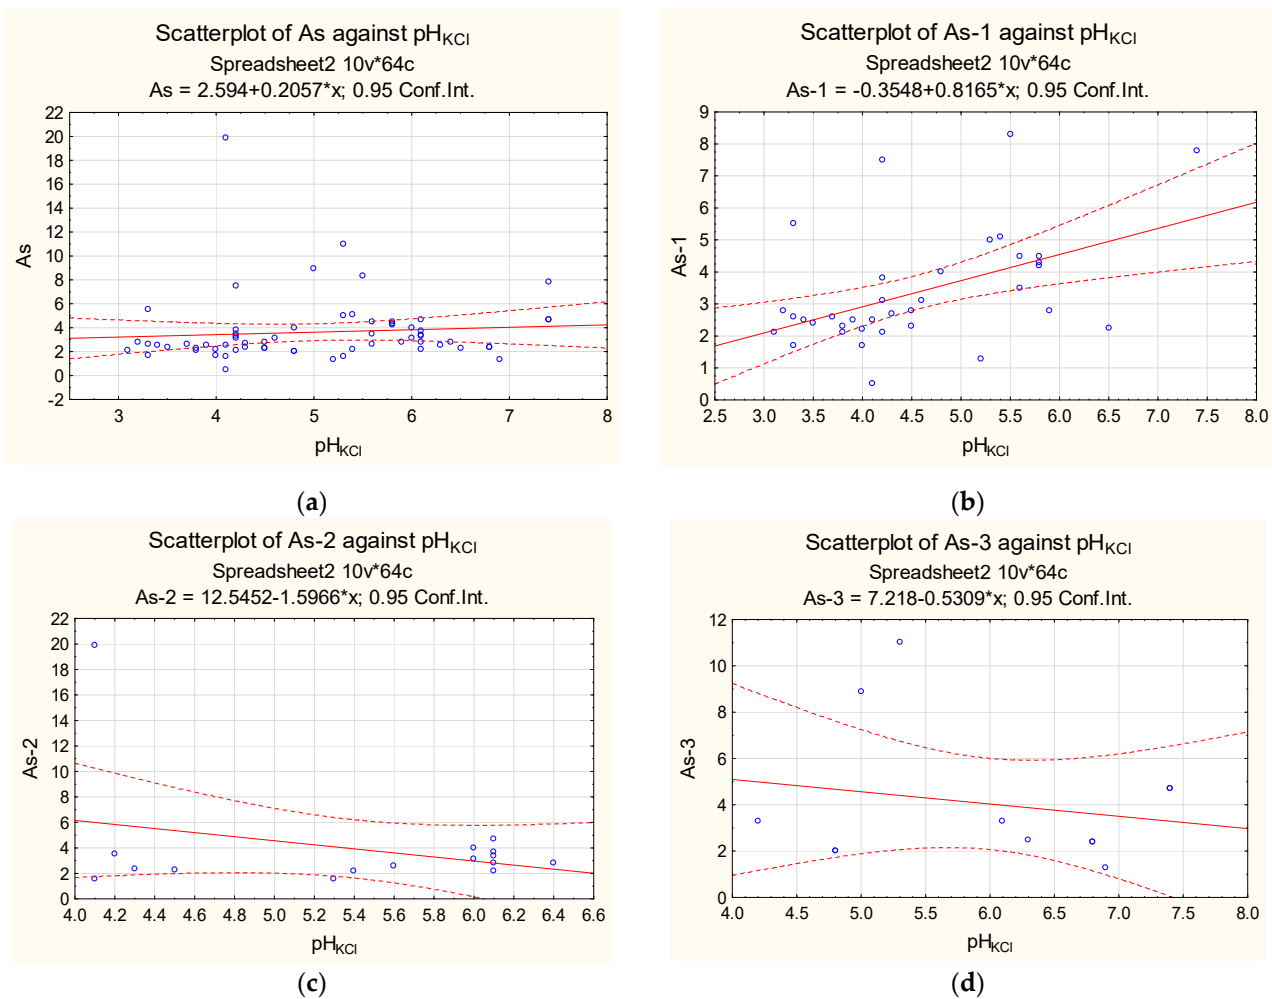 Scatterplot of As against pHKCl
Spreadsheet2 10v*64c
As = 2.594+0.2057*x; 0.95 Conf.Int.
22
20
18
16
14
12
10
8
6
4
2
0
-2
As
3 4 5 6 7 8
pHKCl
(a)
Scatterplot of As-1 against pHKCl
Spreadsheet2 10v*64c
As-1 = -0.3548+0.8165*x; 0.95 Conf.Int.
9
8
7
6
5
4
3
2
1
0
As-1
2.5 3.0 3.5 4.0 4.5 5.0 5.5 6.0 6.5 7.0 7.5 8.0
pHKCl
(b)
Scatterplot of As-2 against pHKCl
Spreadsheet2 10v*64c
As-2 = 12.5452-1.5966*x; 0.95 Conf.Int.
22
20
18
16
14
12
10
8
6
4
2
0
As-2
4.0 4.2 4.4 4.6 4.8 5.0 5.2 5.4 5.6 5.8 6.0 6.2 6.4 6.6
pHKCl
(c)
Scatterplot of As-3 against pHKCl
Spreadsheet2 10v*64c
As-3 = 7.218-0.5309*x; 0.95 Conf.Int.
12
10
8
6
4
2
0
As-3
4.0 4.5 5.0 5.5 6.0 6.5 7.0 7.5 8.0
pHKCl
(d)